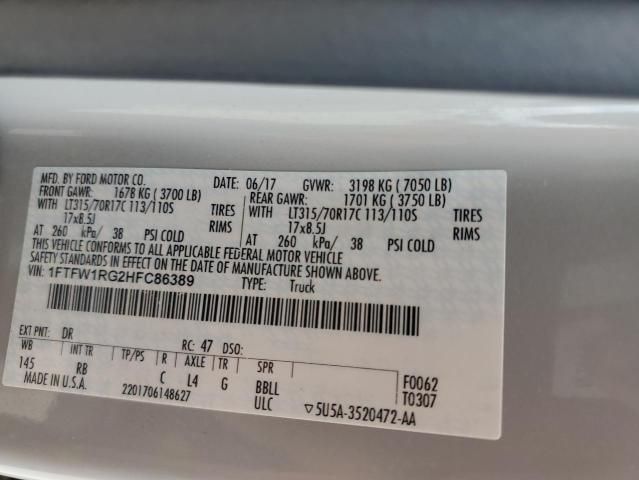 MFD. BY FORD MOTOR CO. DATE: 06/17 GVWR: 3198 KG ( 7050 LB)
FRONT GAWR: 1678 KG ( 3700 LB) REAR GAWR: 1701 KG ( 3750 LB)
WITH LT315/70R17C 113/110S TIRES WITH LT315/70R17C 113/110S TIRES
17x8.5J RIMS 17x8.5J RIMS
AT 260 kPa/ 38 PSI COLD AT 260 kPa/ 38 PSI COLD
THIS VEHICLE CONFORMS TO ALL APPLICABLE FEDERAL MOTOR VEHICLE
SAFETY STANDARDS IN EFFECT ON THE DATE OF MANUFACTURE SHOWN ABOVE.
VIN: 1FTFW1RG2HFC86389 TYPE: Truck
EXT PNT: DR RC: 47 DSO:
WB INT TR TP/PS R AXLE TR SPR
145 RB C L4 G BBLL F0062
MADE IN U.S.A. 2201706148627 ULC T0307
▽5U5A-3520472-AA